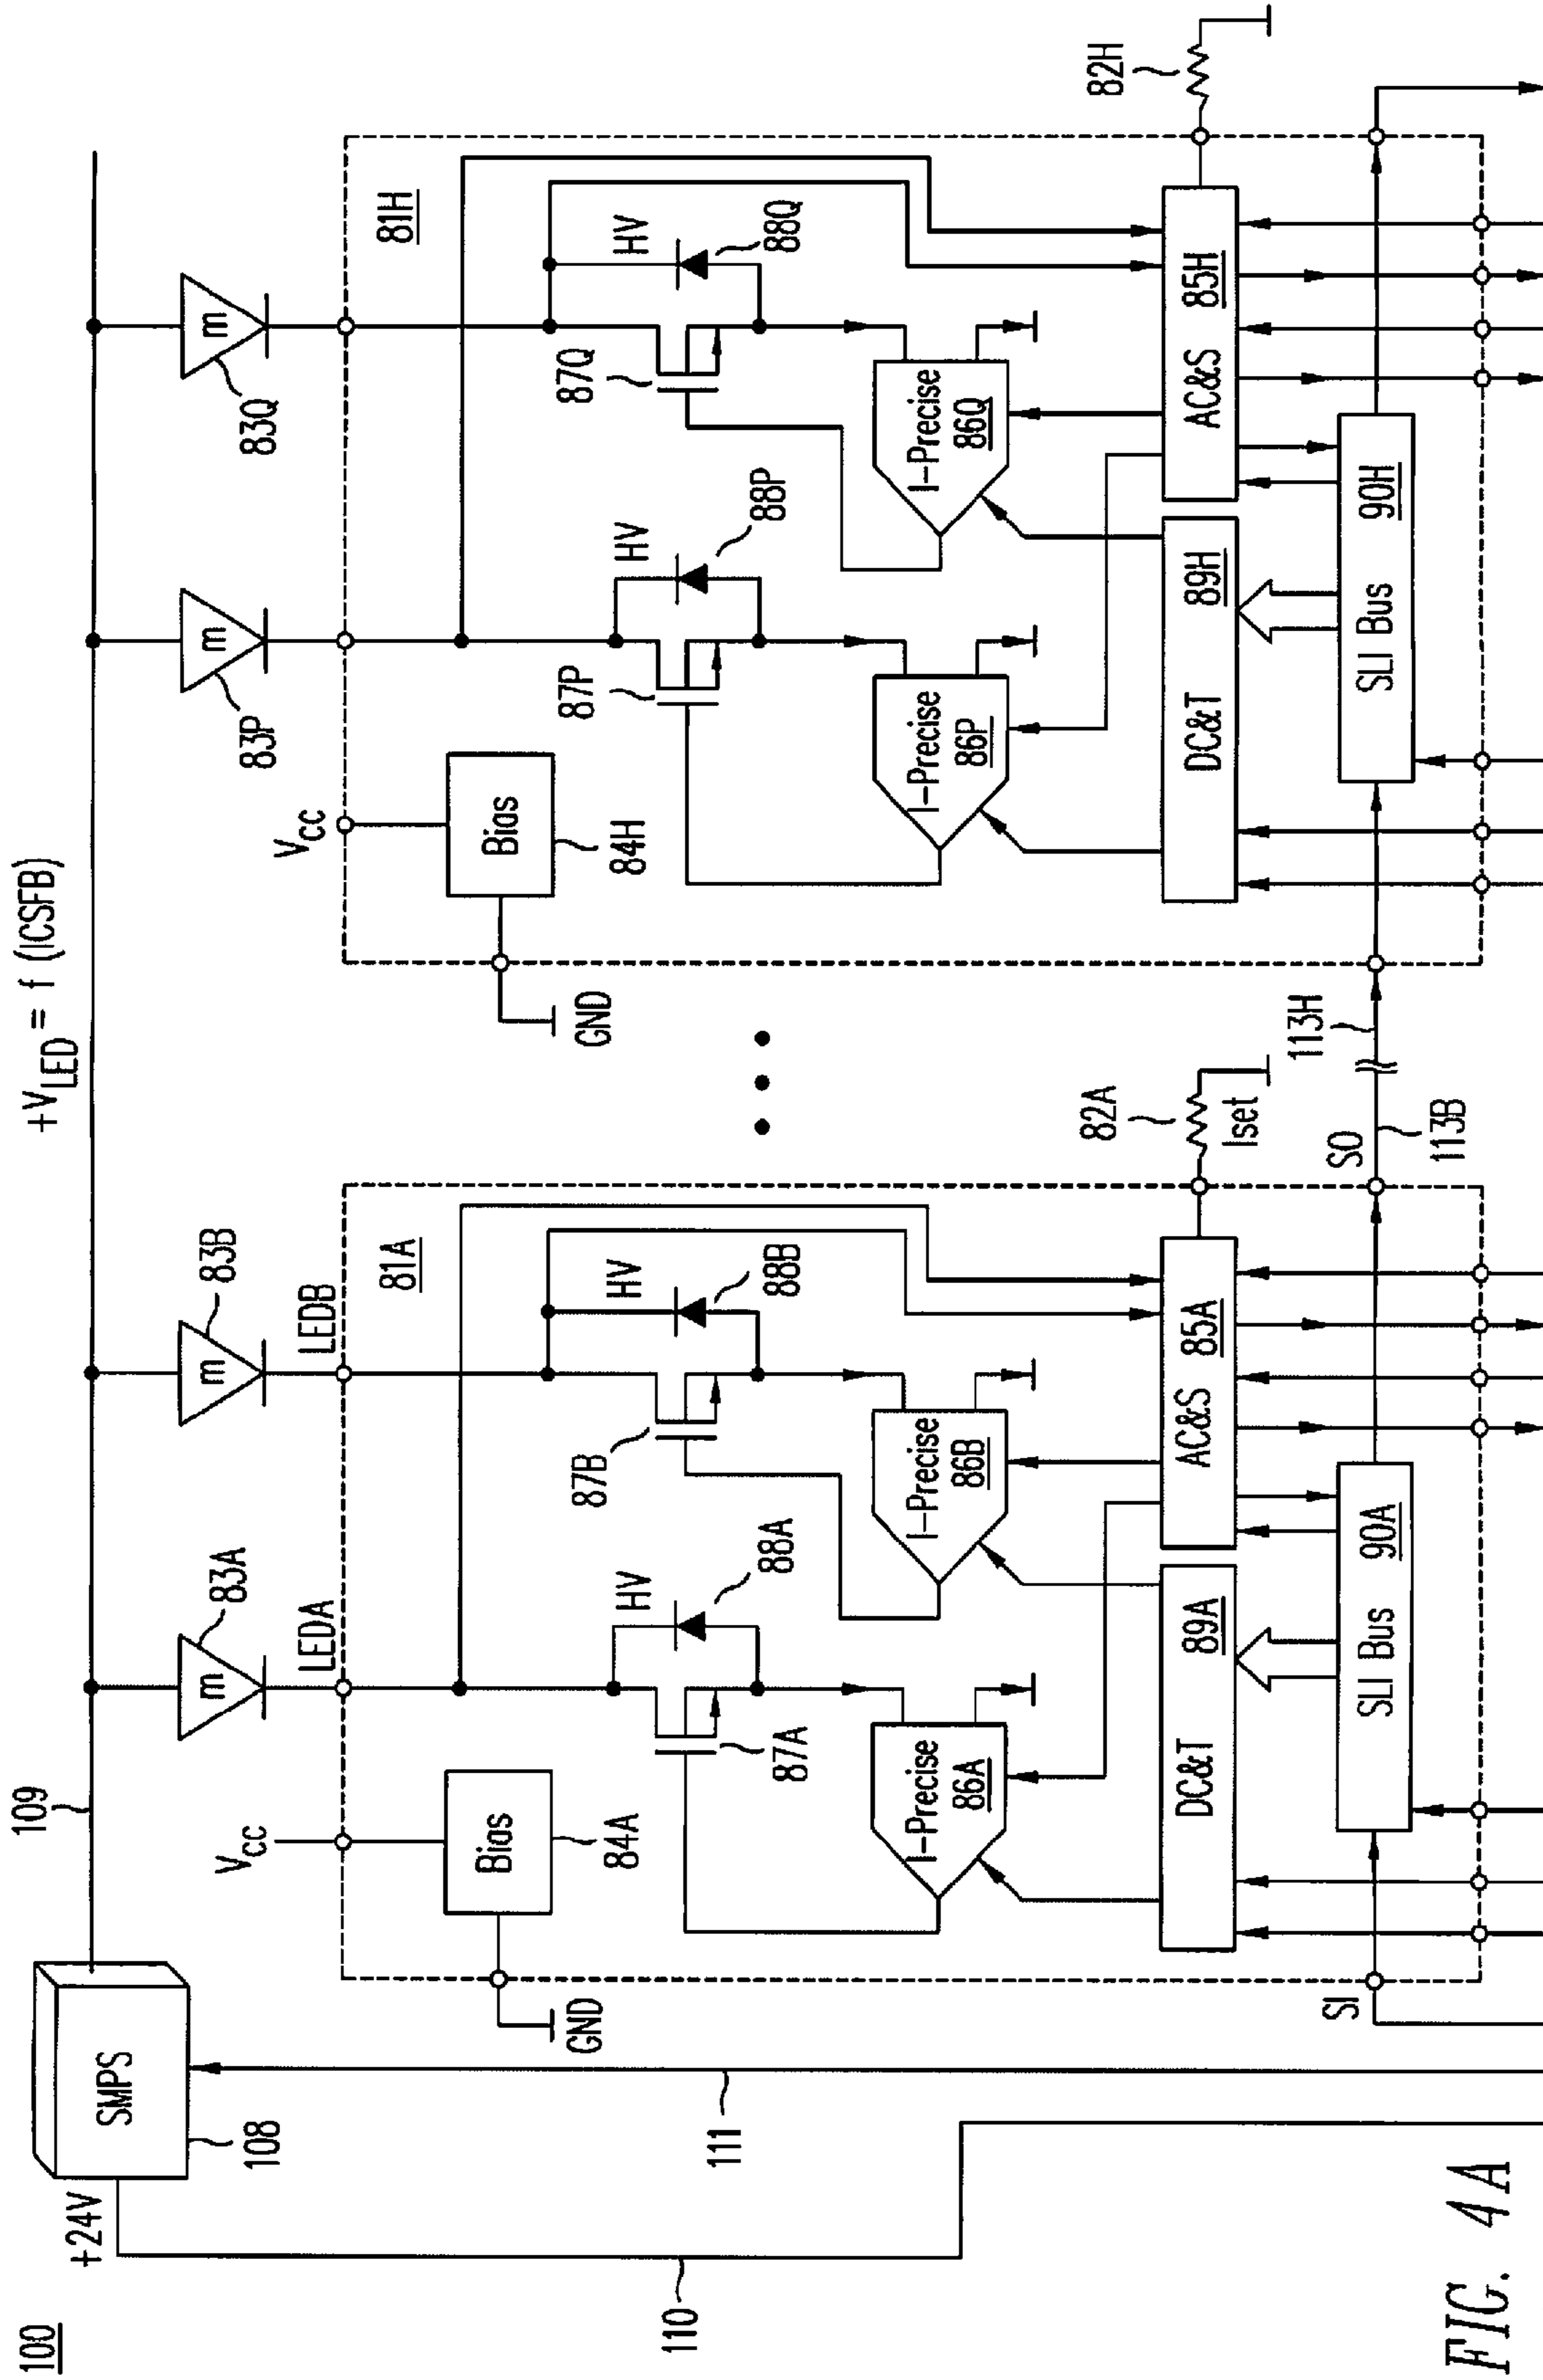 100
+V_LED = f (ICSFB)
109
SMPS
+24V
108
110
111
m
83A
m
83B
m
83P
m
83Q
LEDA
LEDB
V_CC
GND
Bias
84A
81A
HV
87A
88A
HV
87B
88B
I-Precise
86A
I-Precise
86B
DC&T
89A
AC&S
85A
82A
Iset
SI
SLI Bus
90A
SO
113B
113H
V_CC
GND
Bias
84H
81H
HV
87P
88P
HV
87Q
88Q
I-Precise
86P
I-Precise
86Q
DC&T
89H
AC&S
85H
82H
SLI Bus
90H
FIG. 4A